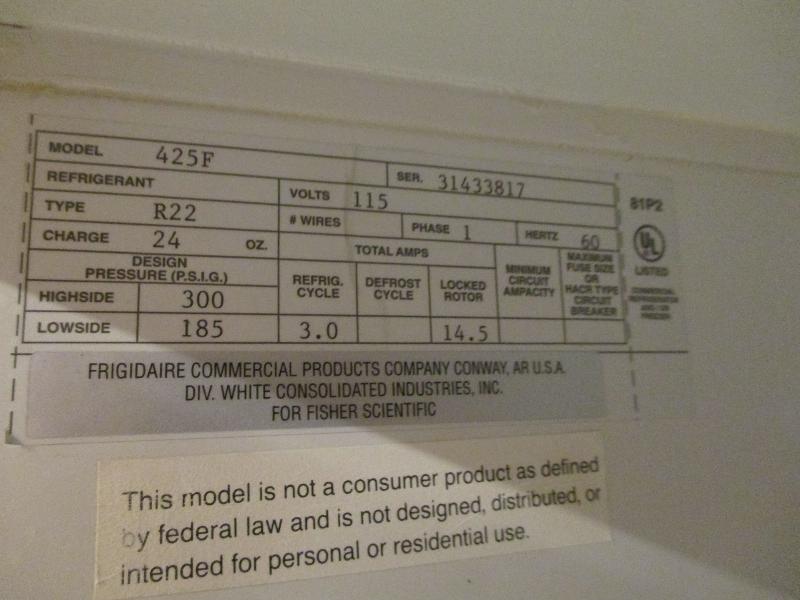 MODEL 425F
SER. 31433817
REFRIGERANT
VOLTS 115
TYPE R22
# WIRES
PHASE 1
HERTZ 60
CHARGE 24 OZ.
TOTAL AMPS
DESIGN
PRESSURE (P.S.I.G.)
REFRIG.
CYCLE
DEFROST
CYCLE
LOCKED
ROTOR
MINIMUM
CIRCUIT
AMPACITY
MAXIMUM
FUSE SIZE
OR
HACR TYPE
CIRCUIT
BREAKER
HIGHSIDE 300
LOWSIDE 185
3.0
14.5
81P2
UL
LISTED
COMMERCIAL
REFRIGERATOR
FREEZER
FRIGIDAIRE COMMERCIAL PRODUCTS COMPANY CONWAY, AR U.S.A.
DIV. WHITE CONSOLIDATED INDUSTRIES, INC.
FOR FISHER SCIENTIFIC
This model is not a consumer product as defined
by federal law and is not designed, distributed, or
intended for personal or residential use.